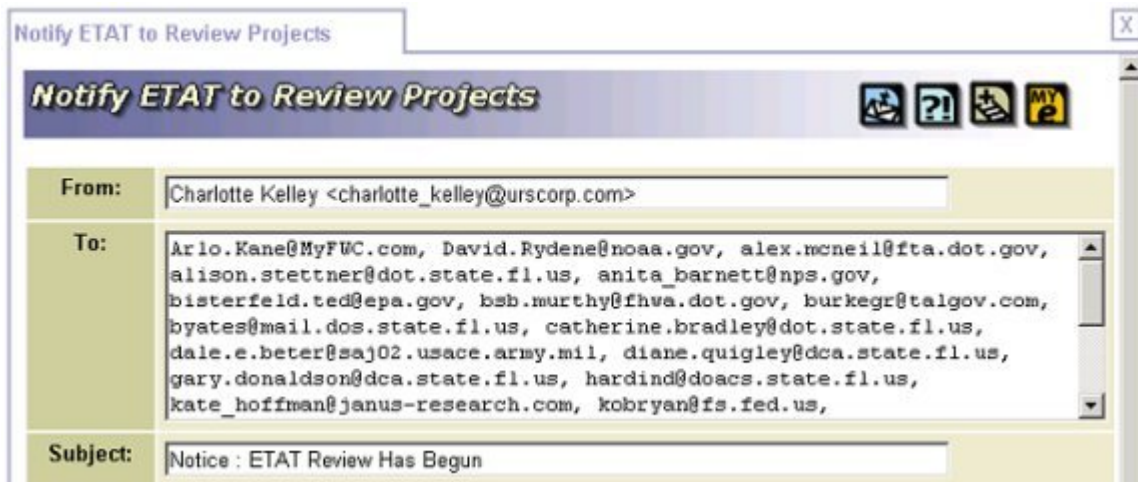 Notify ETAT to Review Projects
X
Notify ETAT to Review Projects
?!
MY
e
From:
Charlotte Kelley <charlotte_kelley@urscorp.com>
To:
Arlo.Kane@MyFWC.com, David.Rydene@noaa.gov, alex.mcneil@fta.dot.gov,
alison.stettner@dot.state.fl.us, anita_barnett@nps.gov,
bisterfeld.ted@epa.gov, bsb.murthy@fhwa.dot.gov, burkegr@talgov.com,
byates@mail.dos.state.fl.us, catherine.bradley@dot.state.fl.us,
dale.e.beter@saj02.usace.army.mil, diane.quigley@dca.state.fl.us,
gary.donaldson@dca.state.fl.us, hardind@doacs.state.fl.us,
kate_hoffman@janus-research.com, kobryan@fs.fed.us,
Subject:
Notice : ETAT Review Has Begun